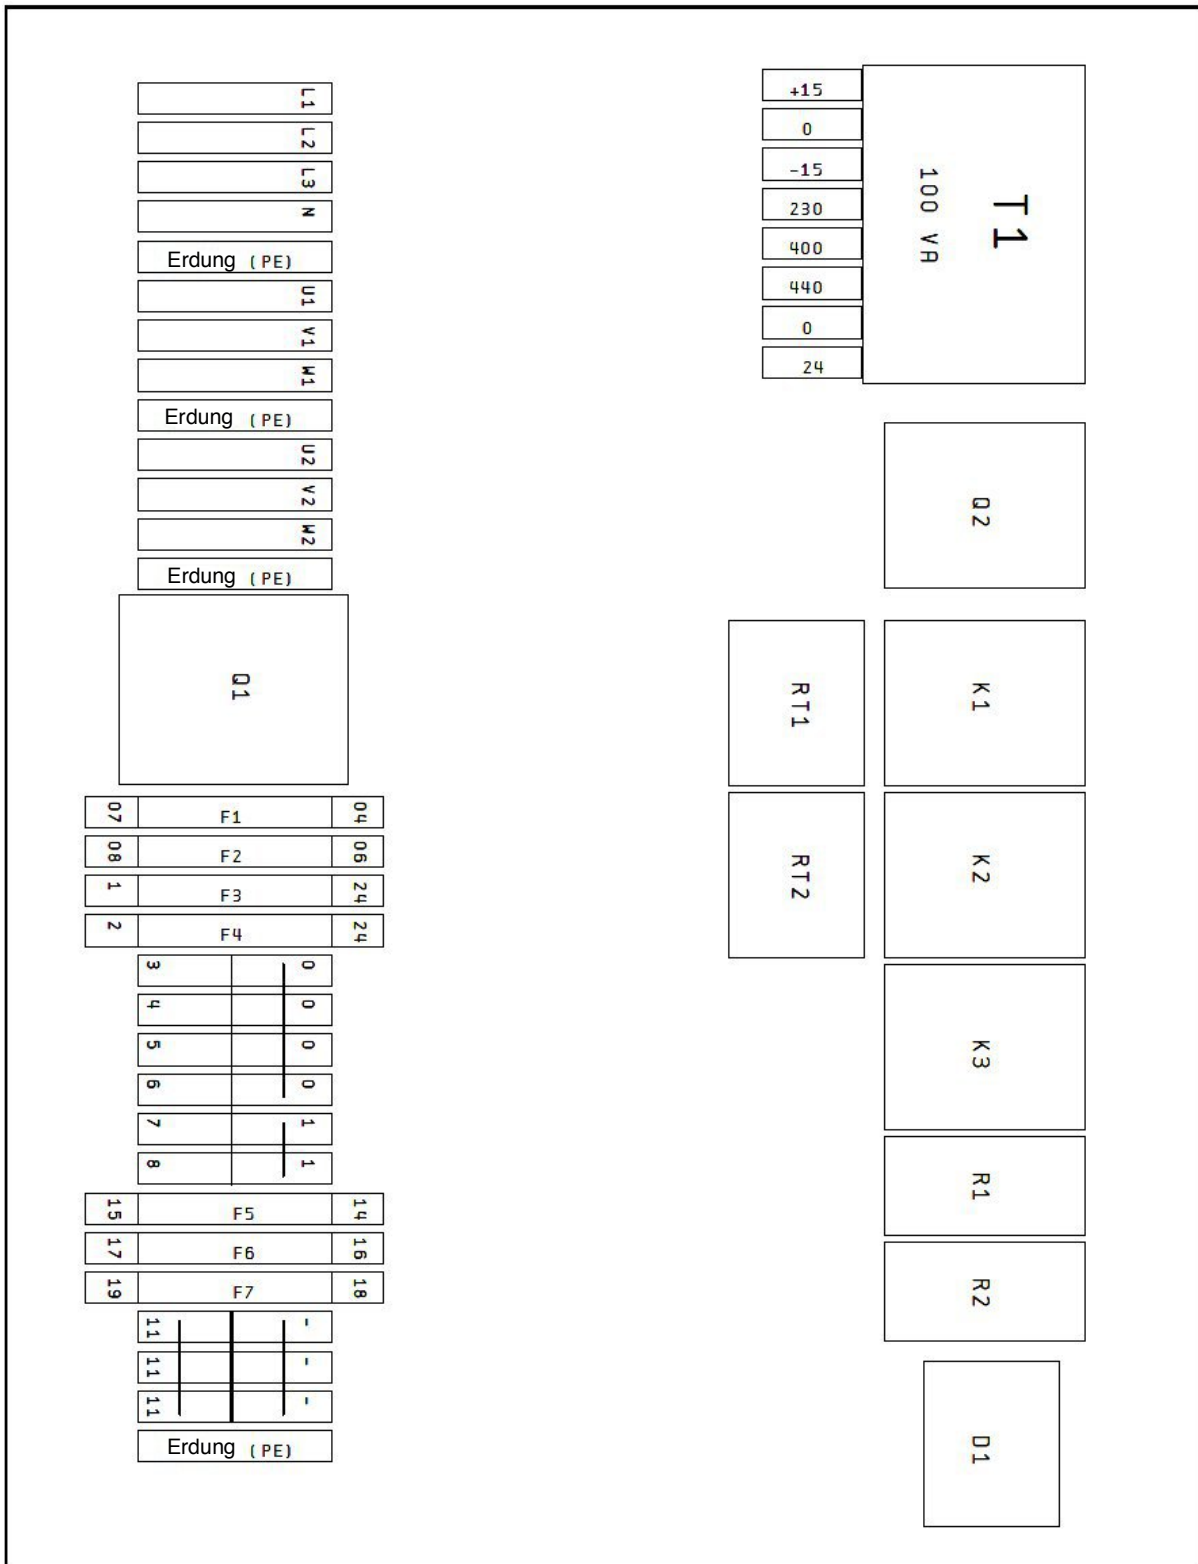 L1
L2
L3
N
Erdung (PE)
U1
V1
W1
Erdung (PE)
U2
V2
W2
Erdung (PE)
Q1
07 F1 04
08 F2 06
1 F3 24
2 F4 24
3 0
4 0
5 0
6 0
7 1
8 1
15 F5 14
17 F6 16
19 F7 18
11 -
11 -
11 -
Erdung (PE)
+15
0
-15
230
400
440
0
24
T1
100 VA
Q2
RT1
K1
RT2
K2
K3
R1
R2
D1